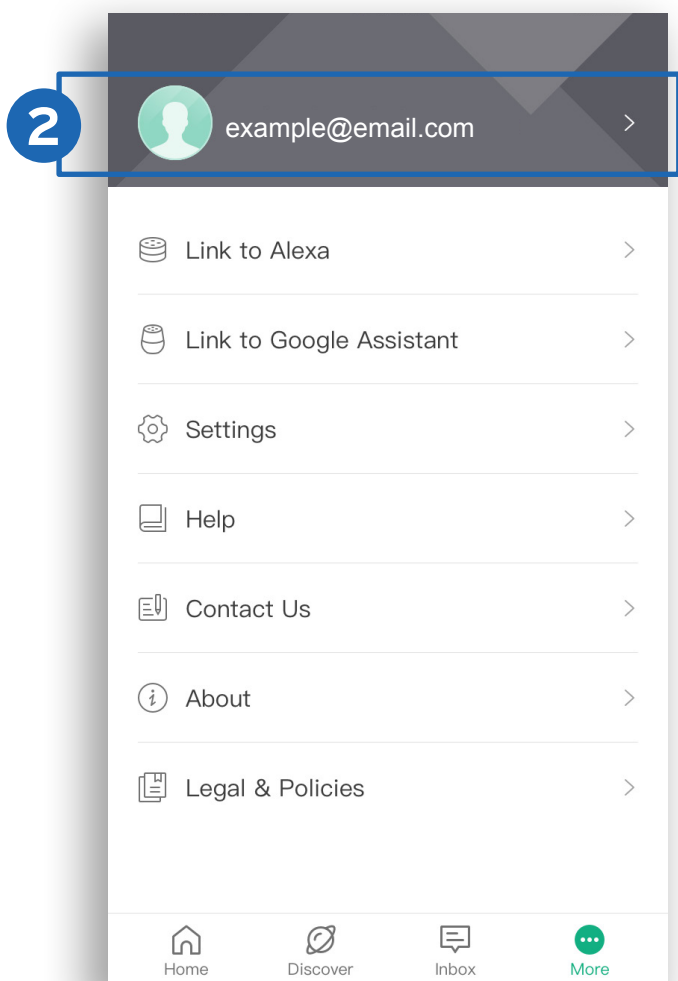 2
example@email.com
Link to Alexa
Link to Google Assistant
Settings
Help
Contact Us
About
Legal & Policies
Home Discover Inbox More